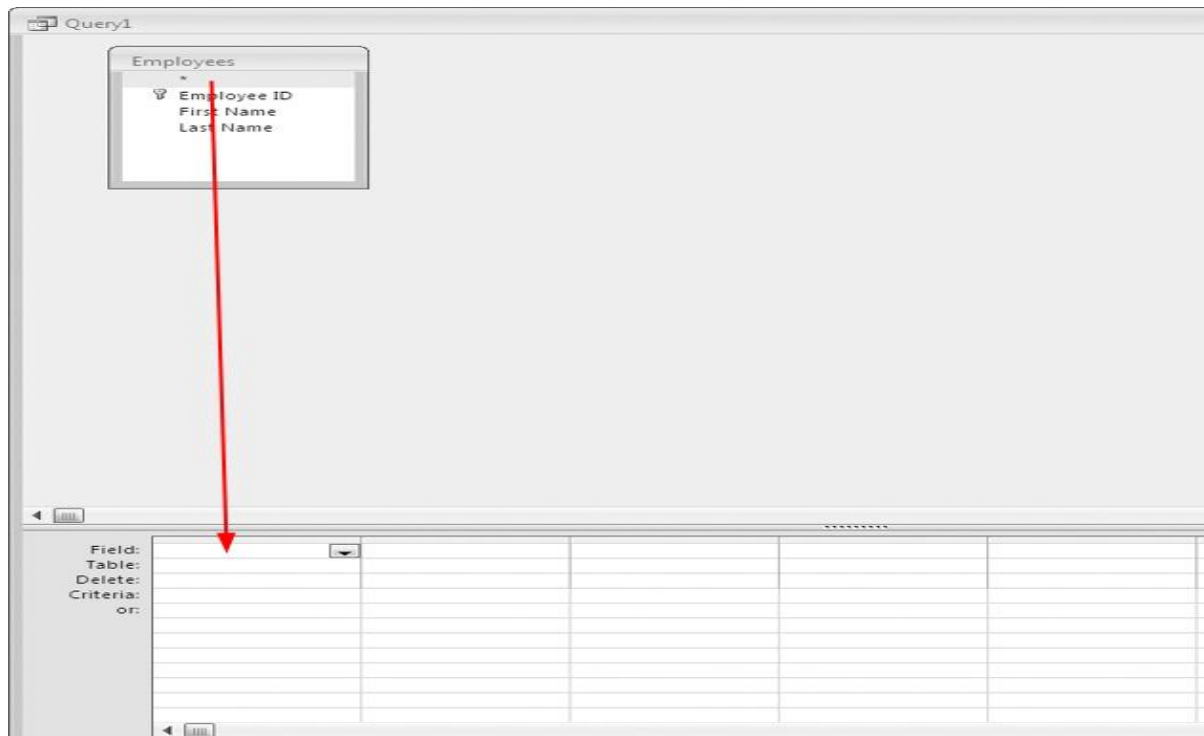 Query1
Employees
*
Employee ID
First Name
Last Name
Field:
Table:
Delete:
Criteria:
or: